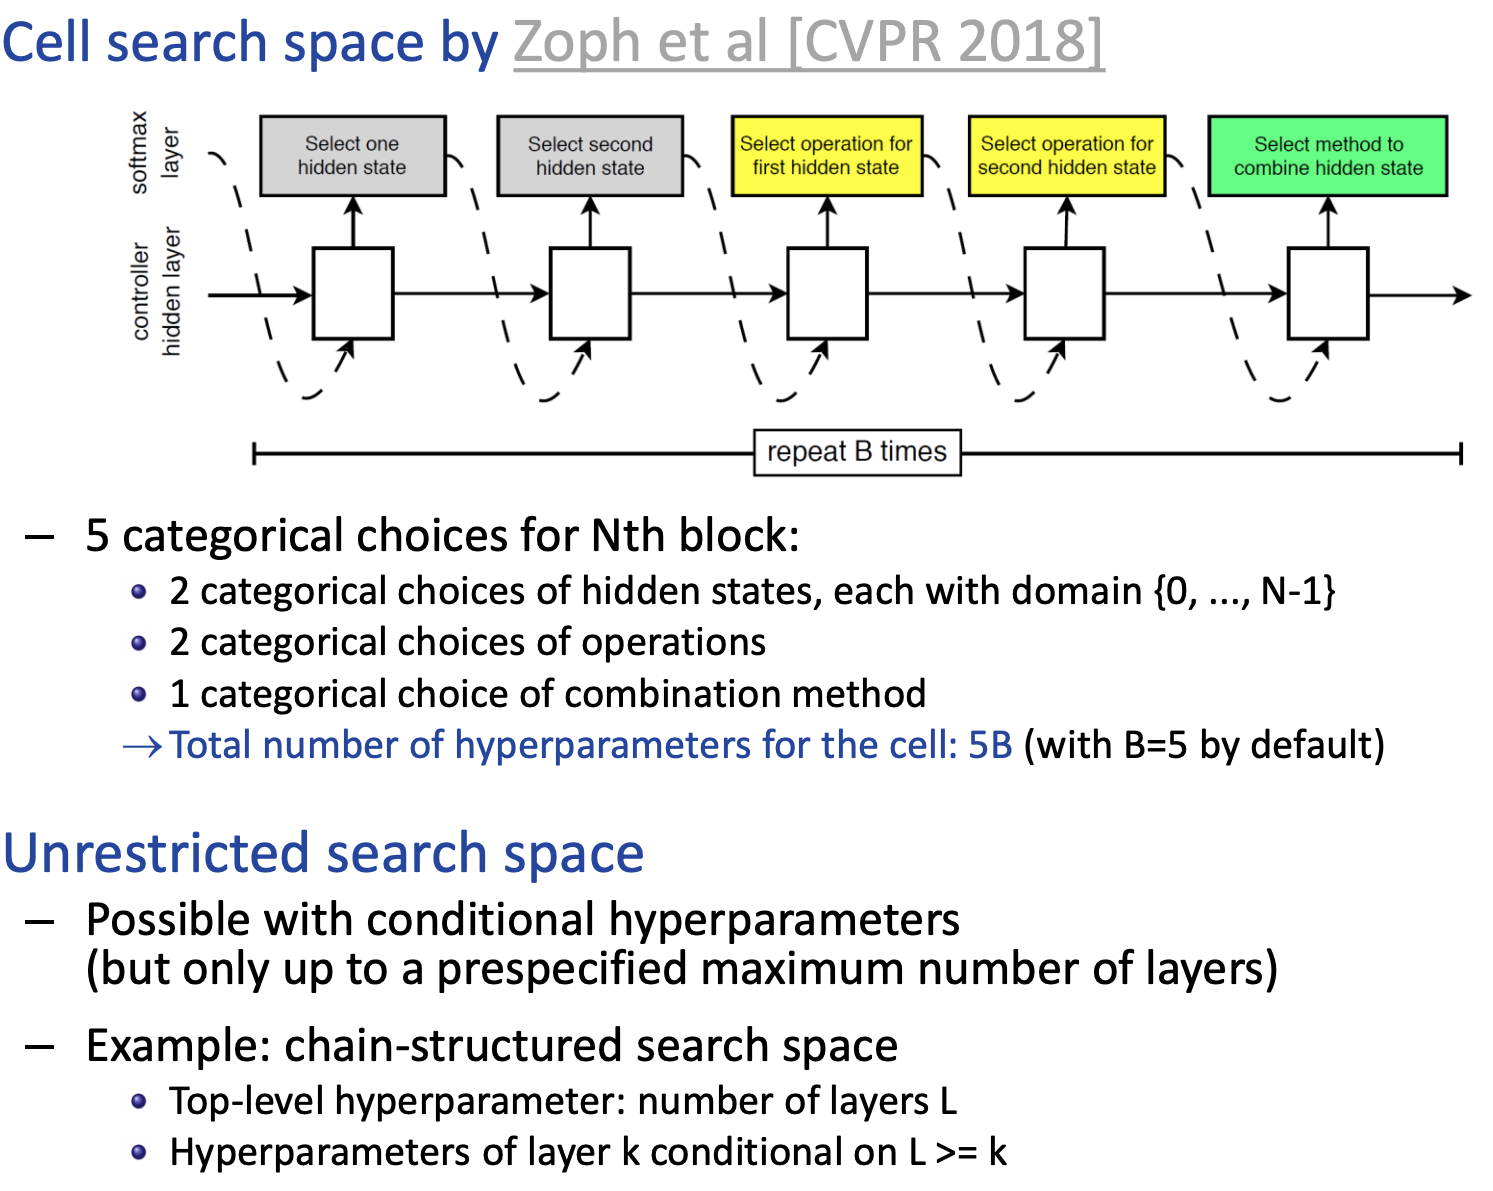 Cell search space by Zoph et al [CVPR 2018]
softmax
layer
Select one
hidden state
Select second
hidden state
Select operation for
first hidden state
Select operation for
second hidden state
Select method to
combine hidden state
controller
hidden layer
repeat B times
– 5 categorical choices for Nth block:
• 2 categorical choices of hidden states, each with domain {0, ..., N-1}
• 2 categorical choices of operations
• 1 categorical choice of combination method
→ Total number of hyperparameters for the cell: 5B (with B=5 by default)
Unrestricted search space
– Possible with conditional hyperparameters
(but only up to a prespecified maximum number of layers)
– Example: chain-structured search space
• Top-level hyperparameter: number of layers L
• Hyperparameters of layer k conditional on L >= k